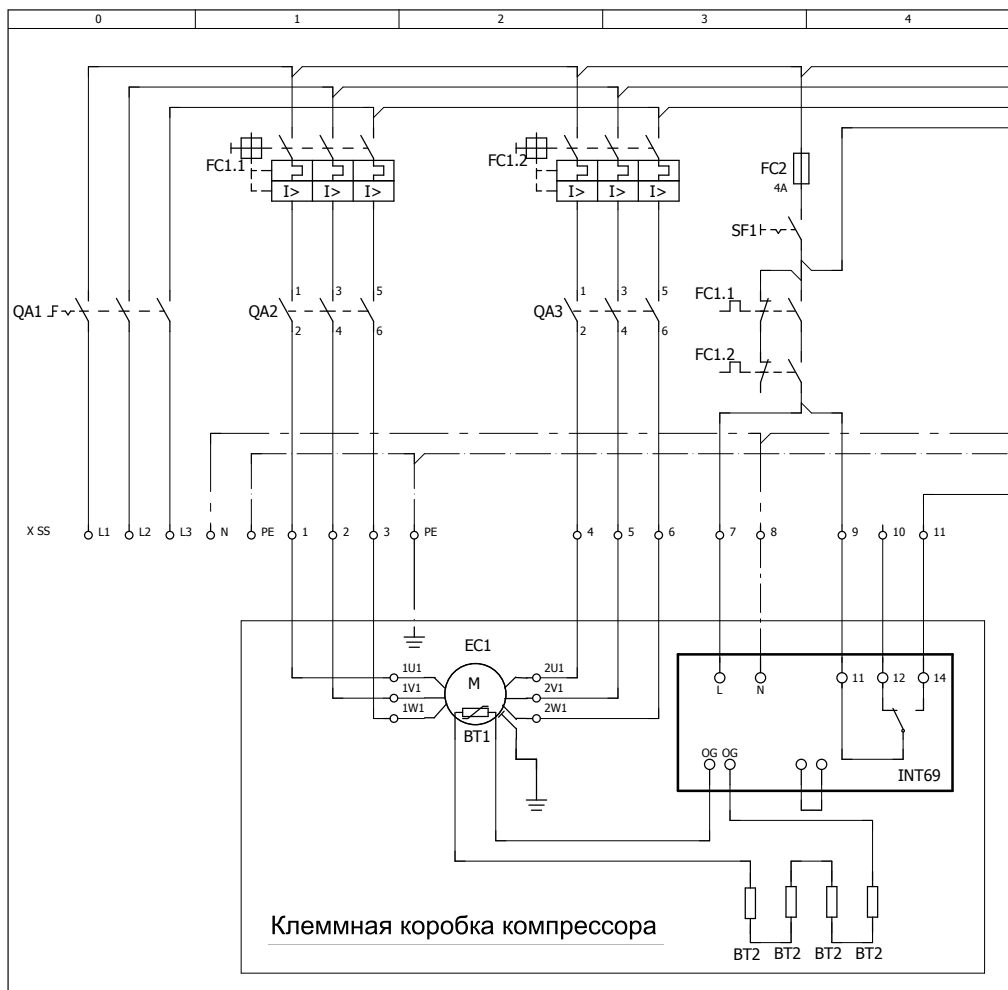 0 1 2 3 4
FC1.1
I> I> I>
FC1.2
I> I> I>
FC2
4A
SF1
QA1
QA2
1 3 5
2 4 6
QA3
1 3 5
2 4 6
FC1.1
FC1.2
X SS L1 L2 L3 N PE 1 2 3 PE 4 5 6 7 8 9 10 11
EC1
1U1 2U1
M
1V1 2V1
1W1 2W1
BT1
L N 11 12 14
OG OG
INT69
Клеммная коробка компрессора
BT2 BT2 BT2 BT2